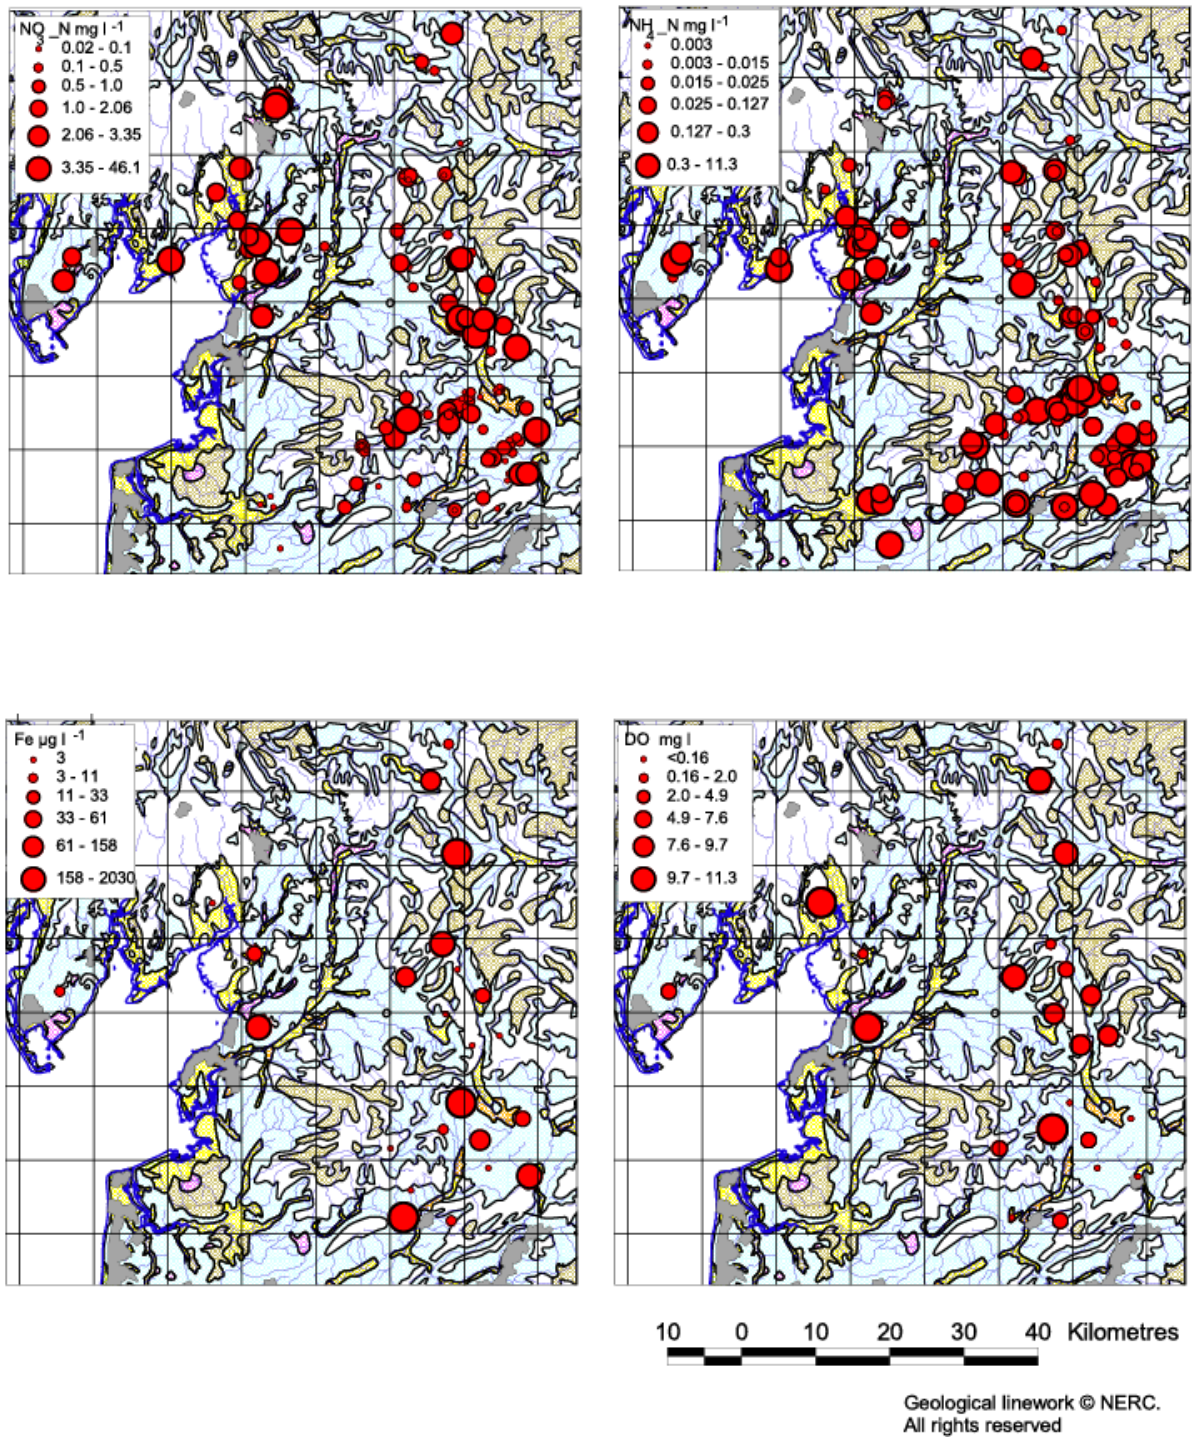 NO3_N mg l -1
0.02 - 0.1
0.1 - 0.5
0.5 - 1.0
1.0 - 2.06
2.06 - 3.35
3.35 - 46.1
NH4_N mg l -1
0.003
0.003 - 0.015
0.015 - 0.025
0.025 - 0.127
0.127 - 0.3
0.3 - 11.3
Fe µg l -1
3
3 - 11
11 - 33
33 - 61
61 - 158
158 - 2030
DO mg l
<0.16
0.16 - 2.0
2.0 - 4.9
4.9 - 7.6
7.6 - 9.7
9.7 - 11.3
10 0 10 20 30 40 Kilometres
Geological linework © NERC.
All rights reserved